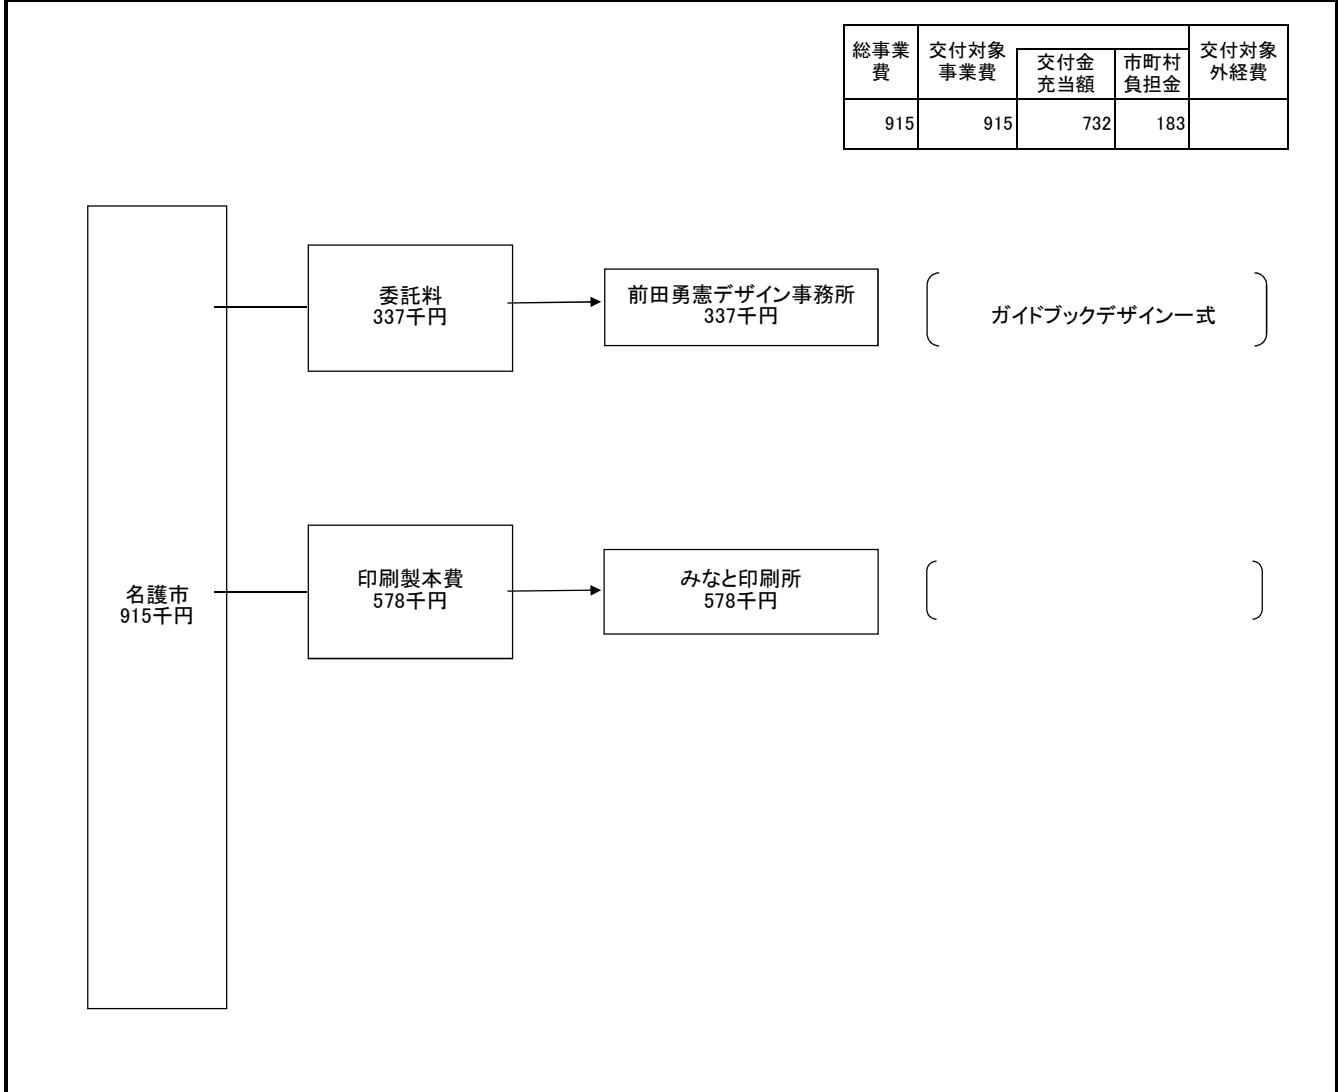 総事業
費
交付対象
事業費
交付金
充当額
市町村
負担金
交付対象
外経費
915
915
732
183
委託料
337千円
前田勇憲デザイン事務所
337千円
ガイドブックデザイン一式
名護市
915千円
印刷製本費
578千円
みなと印刷所
578千円